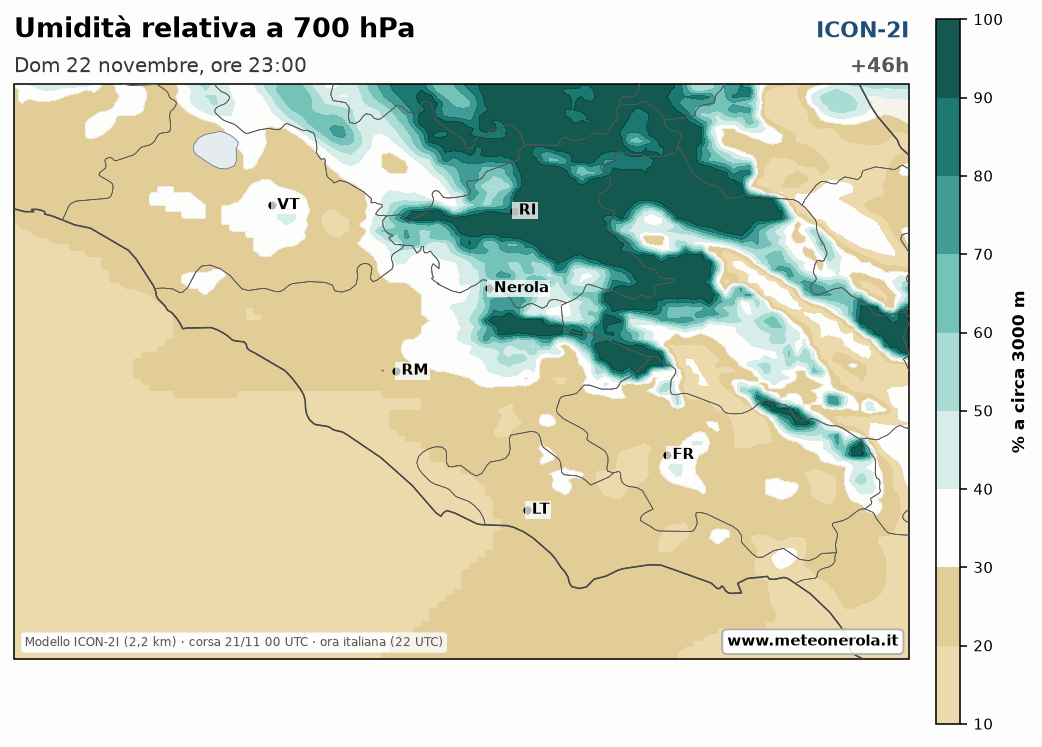 Umidità relativa a 700 hPa
ICON-2I
Dom 22 novembre, ore 23:00
+46h
VT
RI
Nerola
RM
FR
LT
Modello ICON-2I (2,2 km) · corsa 21/11 00 UTC · ora italiana (22 UTC)
www.meteonerola.it
100
90
80
70
60
50
40
30
20
10
% a circa 3000 m